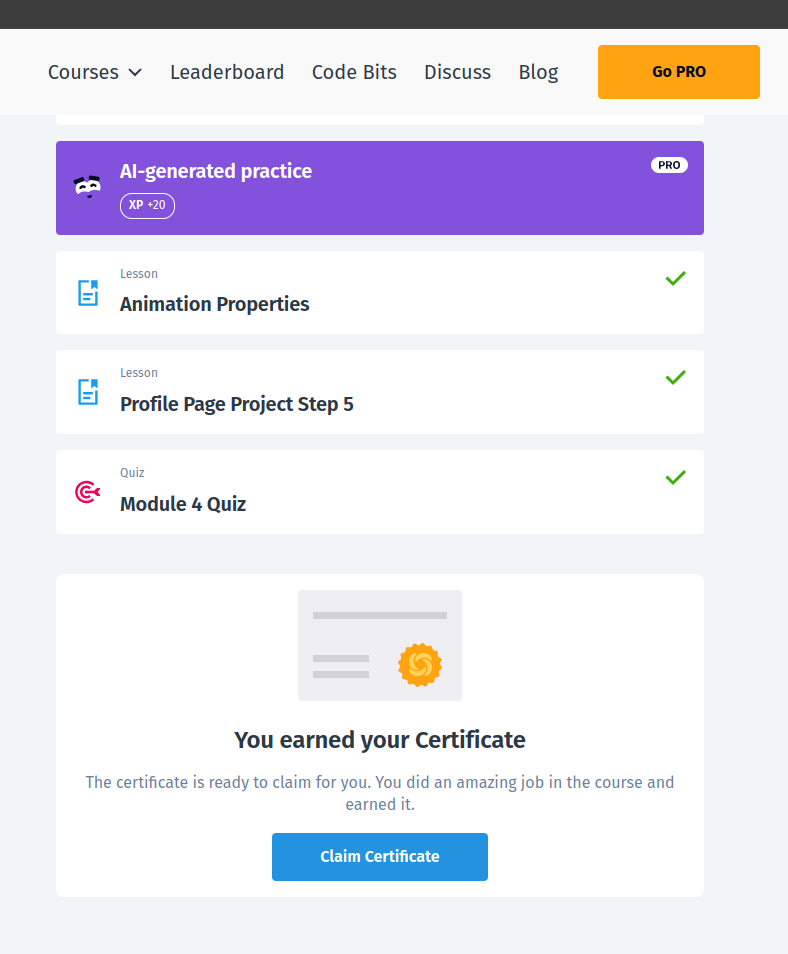 Courses Leaderboard Code Bits Discuss Blog Go PRO
AI-generated practice PRO
XP +20
Lesson
Animation Properties
Lesson
Profile Page Project Step 5
Quiz
Module 4 Quiz
You earned your Certificate
The certificate is ready to claim for you. You did an amazing job in the course and
earned it.
Claim Certificate